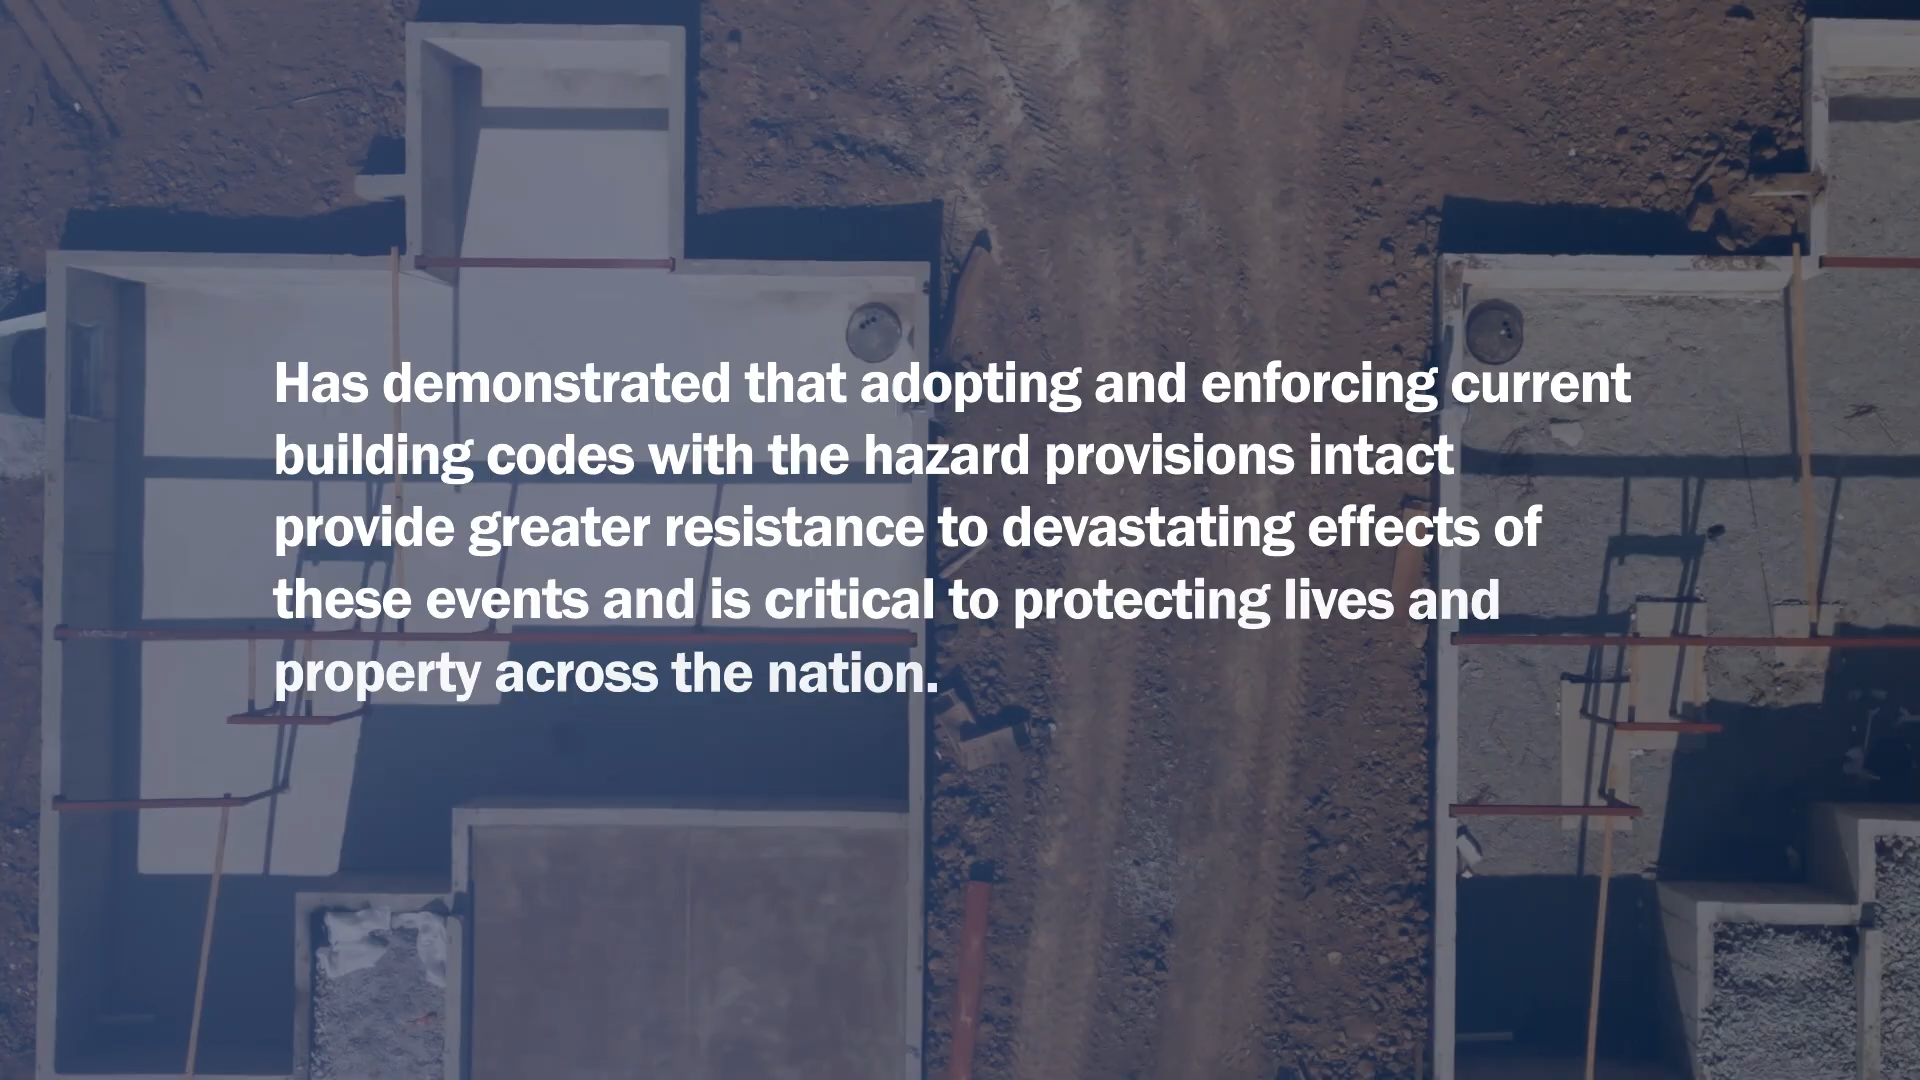 Has demonstrated that adopting and enforcing current
building codes with the hazard provisions intact
provide greater resistance to devastating effects of
these events and is critical to protecting lives and
property across the nation.